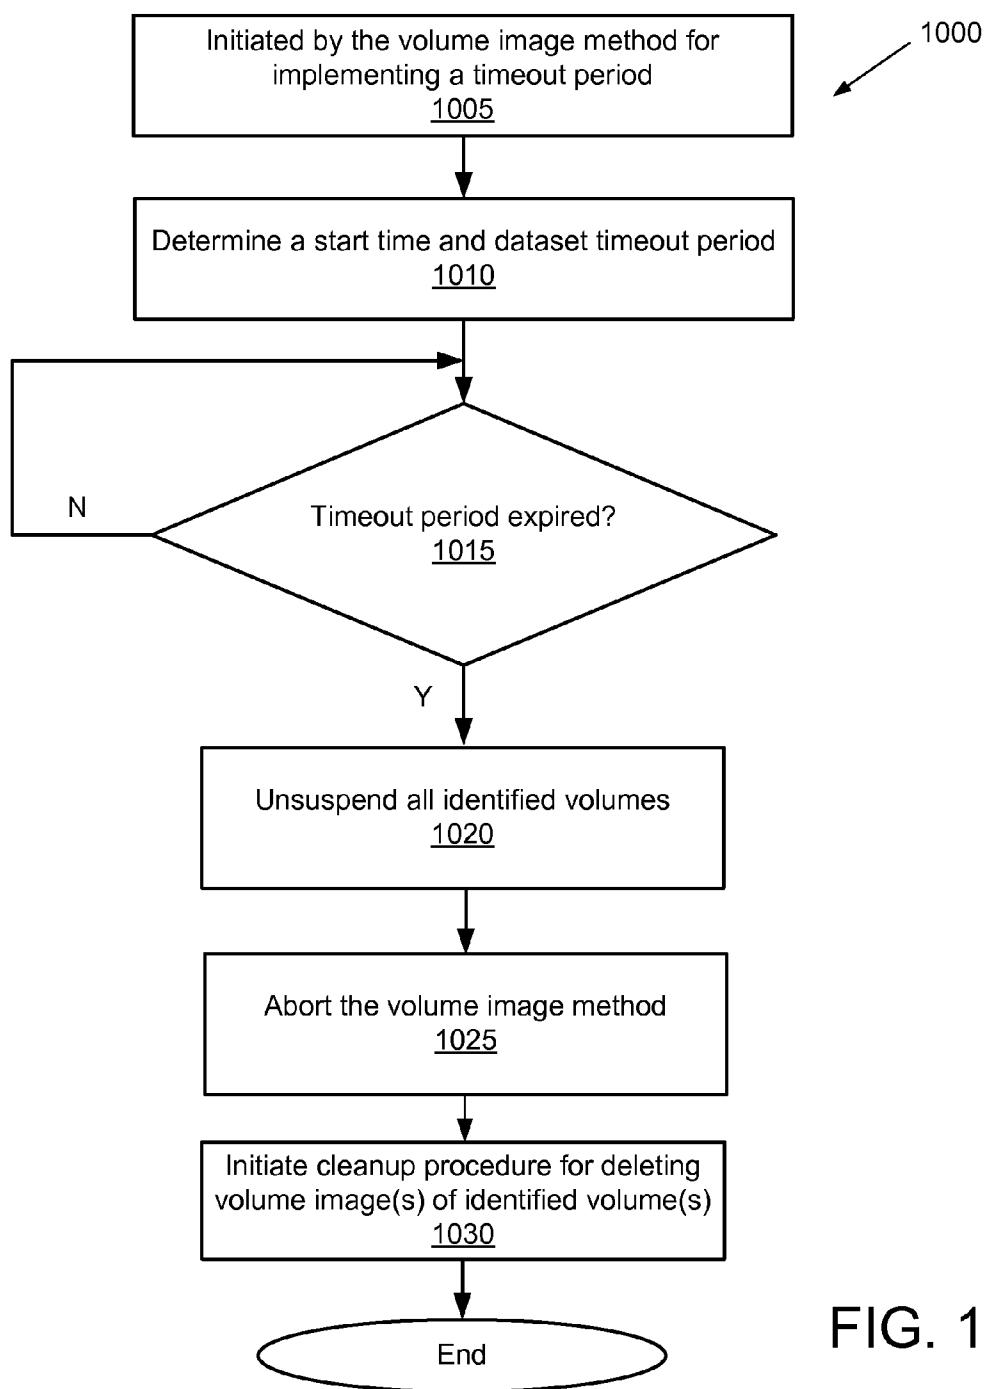 Initiated by the volume image method for
implementing a timeout period
1005
1000
Determine a start time and dataset timeout period
1010
Timeout period expired?
1015
N
Y
Unsuspend all identified volumes
1020
Abort the volume image method
1025
Initiate cleanup procedure for deleting
volume image(s) of identified volume(s)
1030
End
FIG. 1